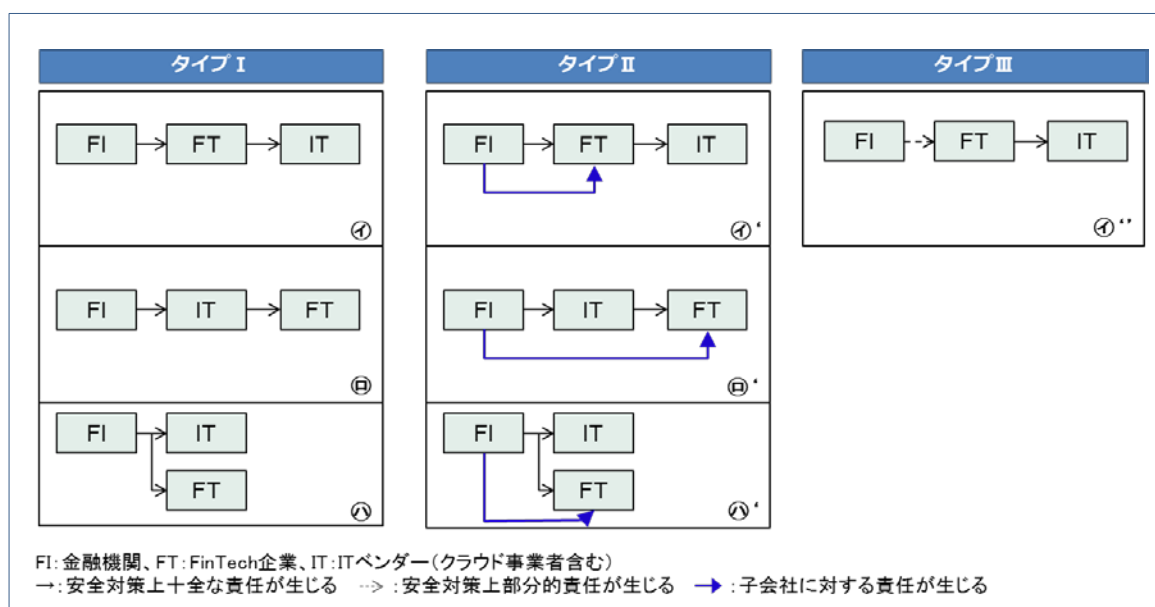 タイプⅠ
FI → FT → IT
㋑
FI → IT → FT
㋺
FI → IT
FT
㋩
タイプⅡ
FI → FT → IT
㋑‘
FI → IT → FT
㋺‘
FI → IT
FT
㋩‘
タイプⅢ
FI --> FT → IT
㋑‘’
FI:金融機関、FT:FinTech企業、IT:ITベンダー(クラウド事業者含む)
→:安全対策上十全な責任が生じる -->:安全対策上部分的責任が生じる →:子会社に対する責任が生じる